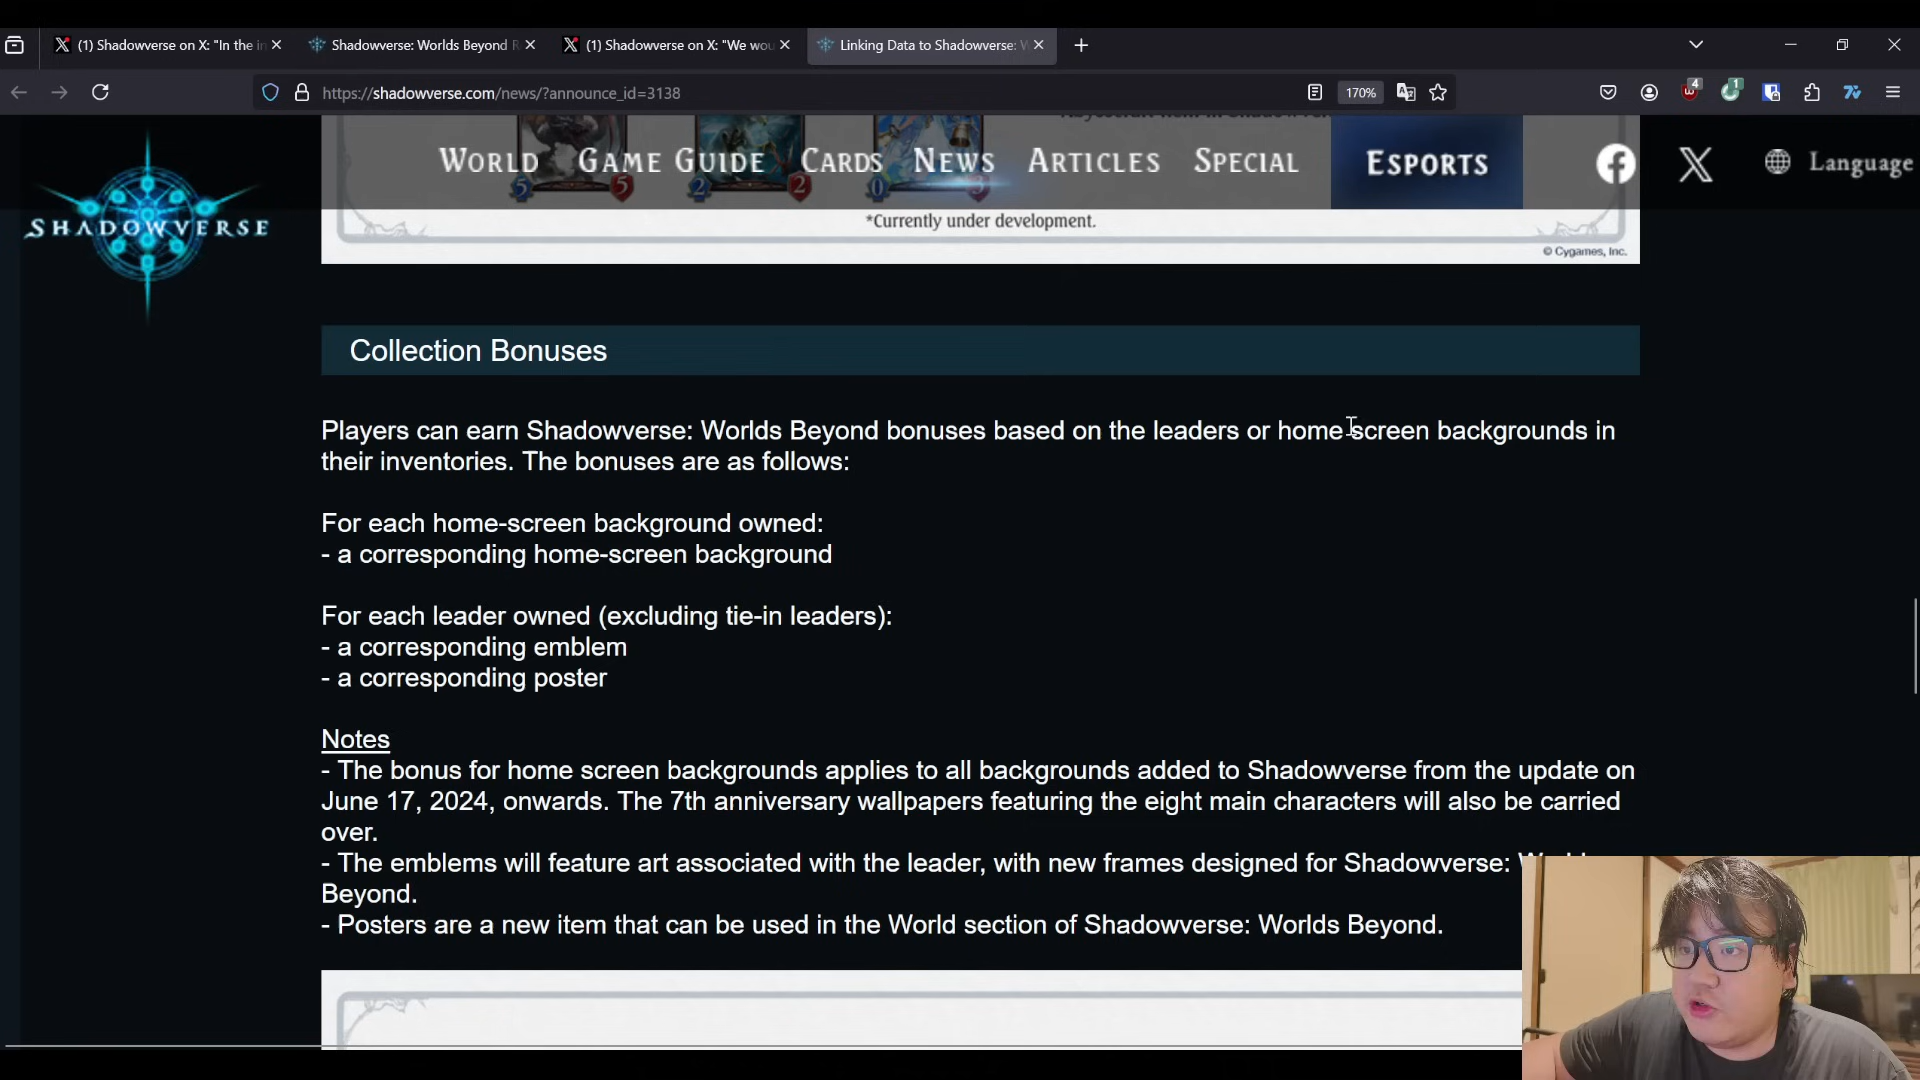 (1) Shadowverse on X: "In the i
Shadowverse: Worlds Beyond
(1) Shadowverse on X: "We wou
Linking Data to Shadowverse:
https://shadowverse.com/news/?announce_id=3138
170%
4
1
SHADOWVERSE
WORLD GAME GUIDE CARDS NEWS ARTICLES SPECIAL ESPORTS Language
5 5 2 2 0
*Currently under development.
© Cygames, Inc.
Collection Bonuses
Players can earn Shadowverse: Worlds Beyond bonuses based on the leaders or home screen backgrounds in
their inventories. The bonuses are as follows:
For each home-screen background owned:
- a corresponding home-screen background
For each leader owned (excluding tie-in leaders):
- a corresponding emblem
- a corresponding poster
Notes
- The bonus for home screen backgrounds applies to all backgrounds added to Shadowverse from the update on
June 17, 2024, onwards. The 7th anniversary wallpapers featuring the eight main characters will also be carried
over.
- The emblems will feature art associated with the leader, with new frames designed for Shadowverse:
Beyond.
- Posters are a new item that can be used in the World section of Shadowverse: Worlds Beyond.